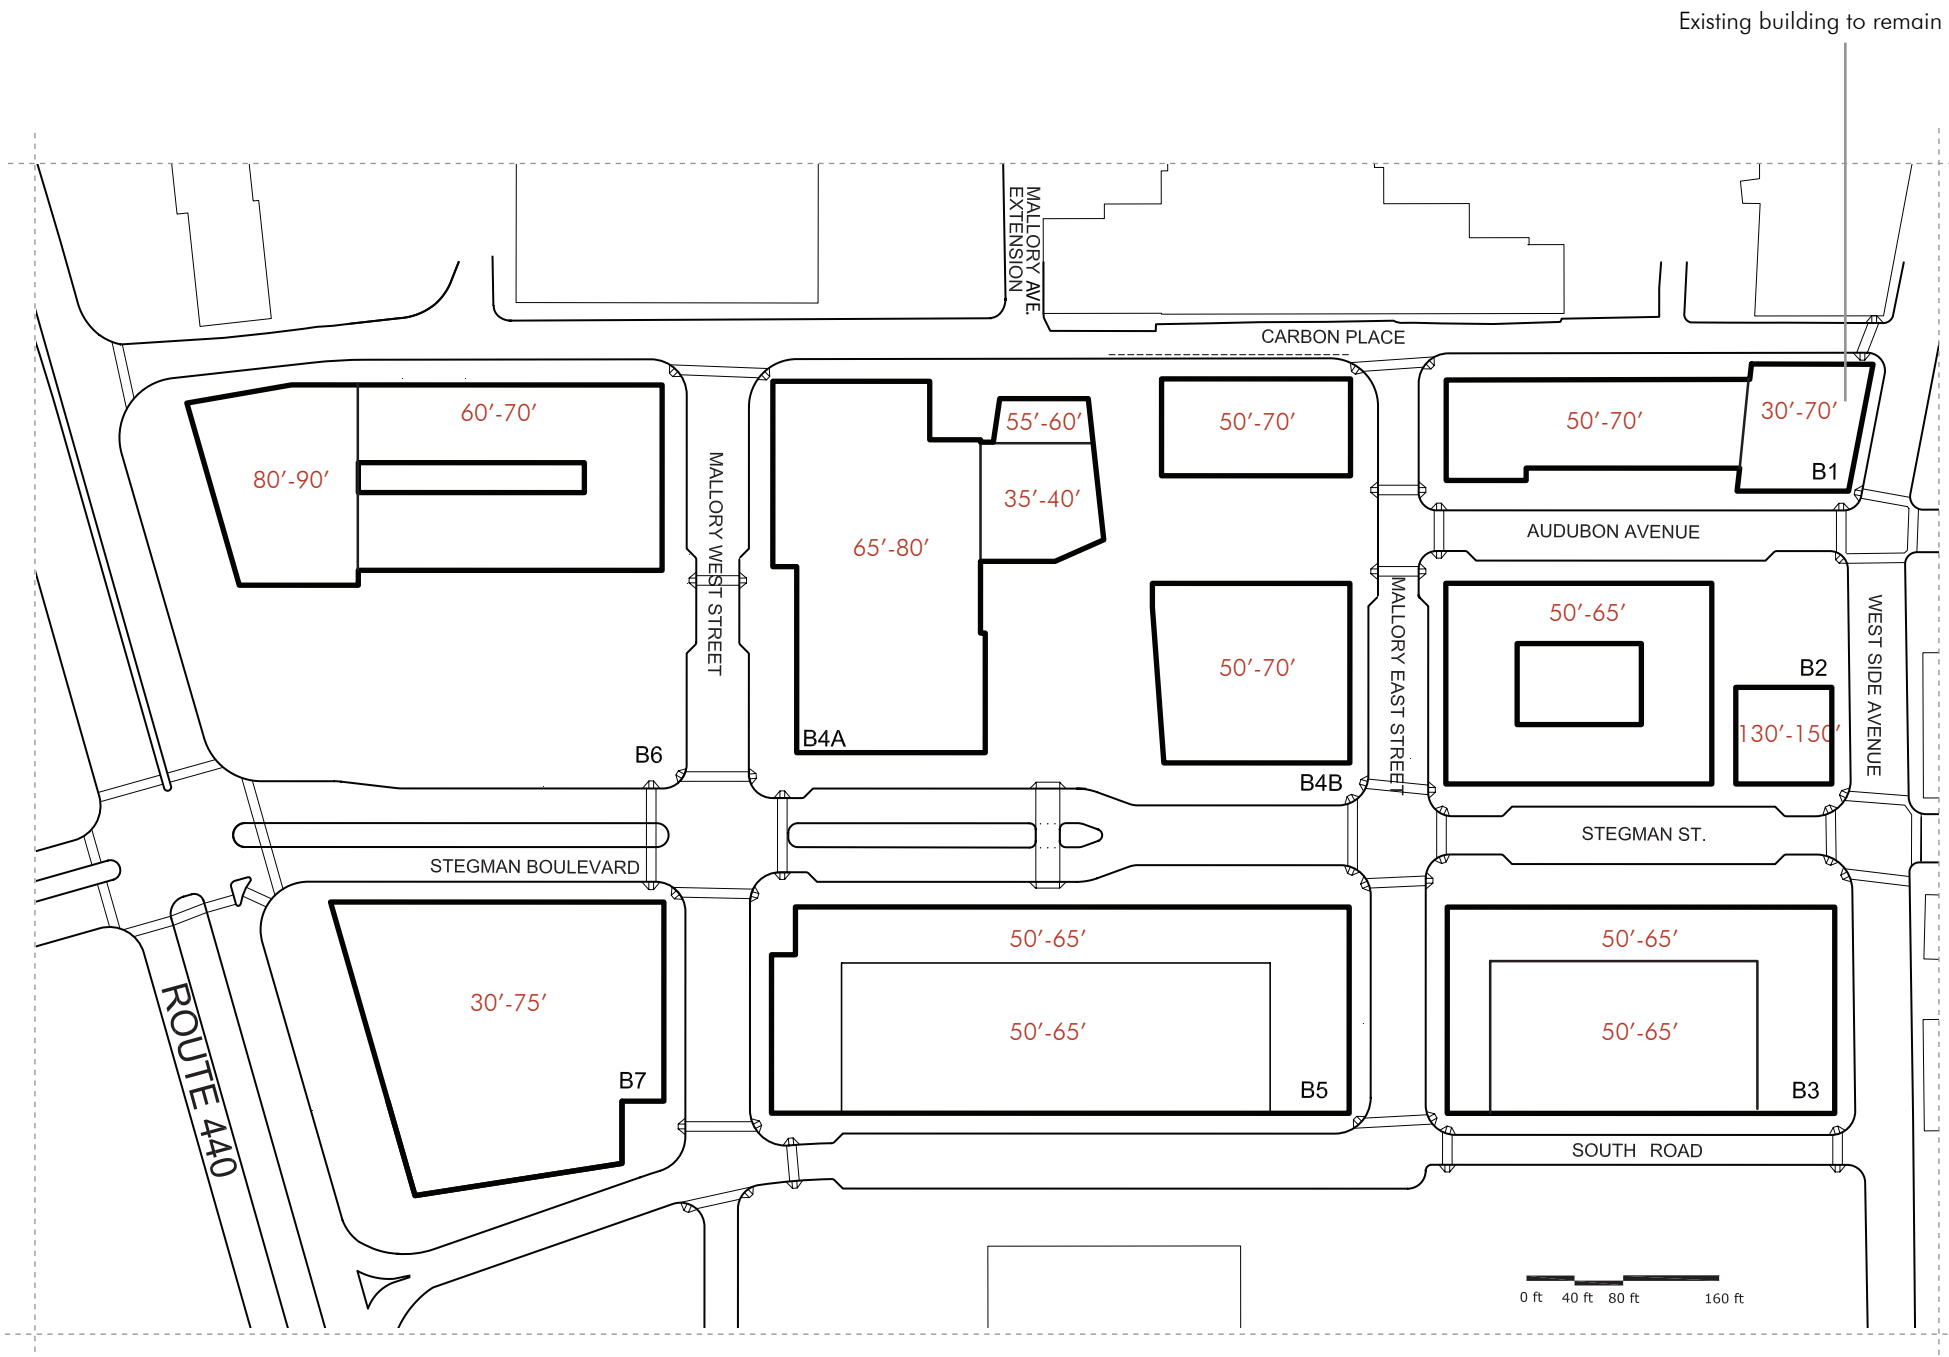 Existing building to remain
MALLORY AVE.
EXTENSION
CARBON PLACE
60’-70’
80’-90’
B6
MALLORY WEST STREET
55’-60’
35’-40’
65’-80’
B4A
50’-70’
50’-70’
B4B
MALLORY EAST STREET
50’-70’
30’-70’
B1
AUDUBON AVENUE
50’-65’
B2
130’-150’
WEST SIDE AVENUE
STEGMAN BOULEVARD
STEGMAN ST.
30’-75’
B7
ROUTE 440
50’-65’
50’-65’
B5
50’-65’
50’-65’
B3
SOUTH ROAD
0 ft 40 ft 80 ft 160 ft